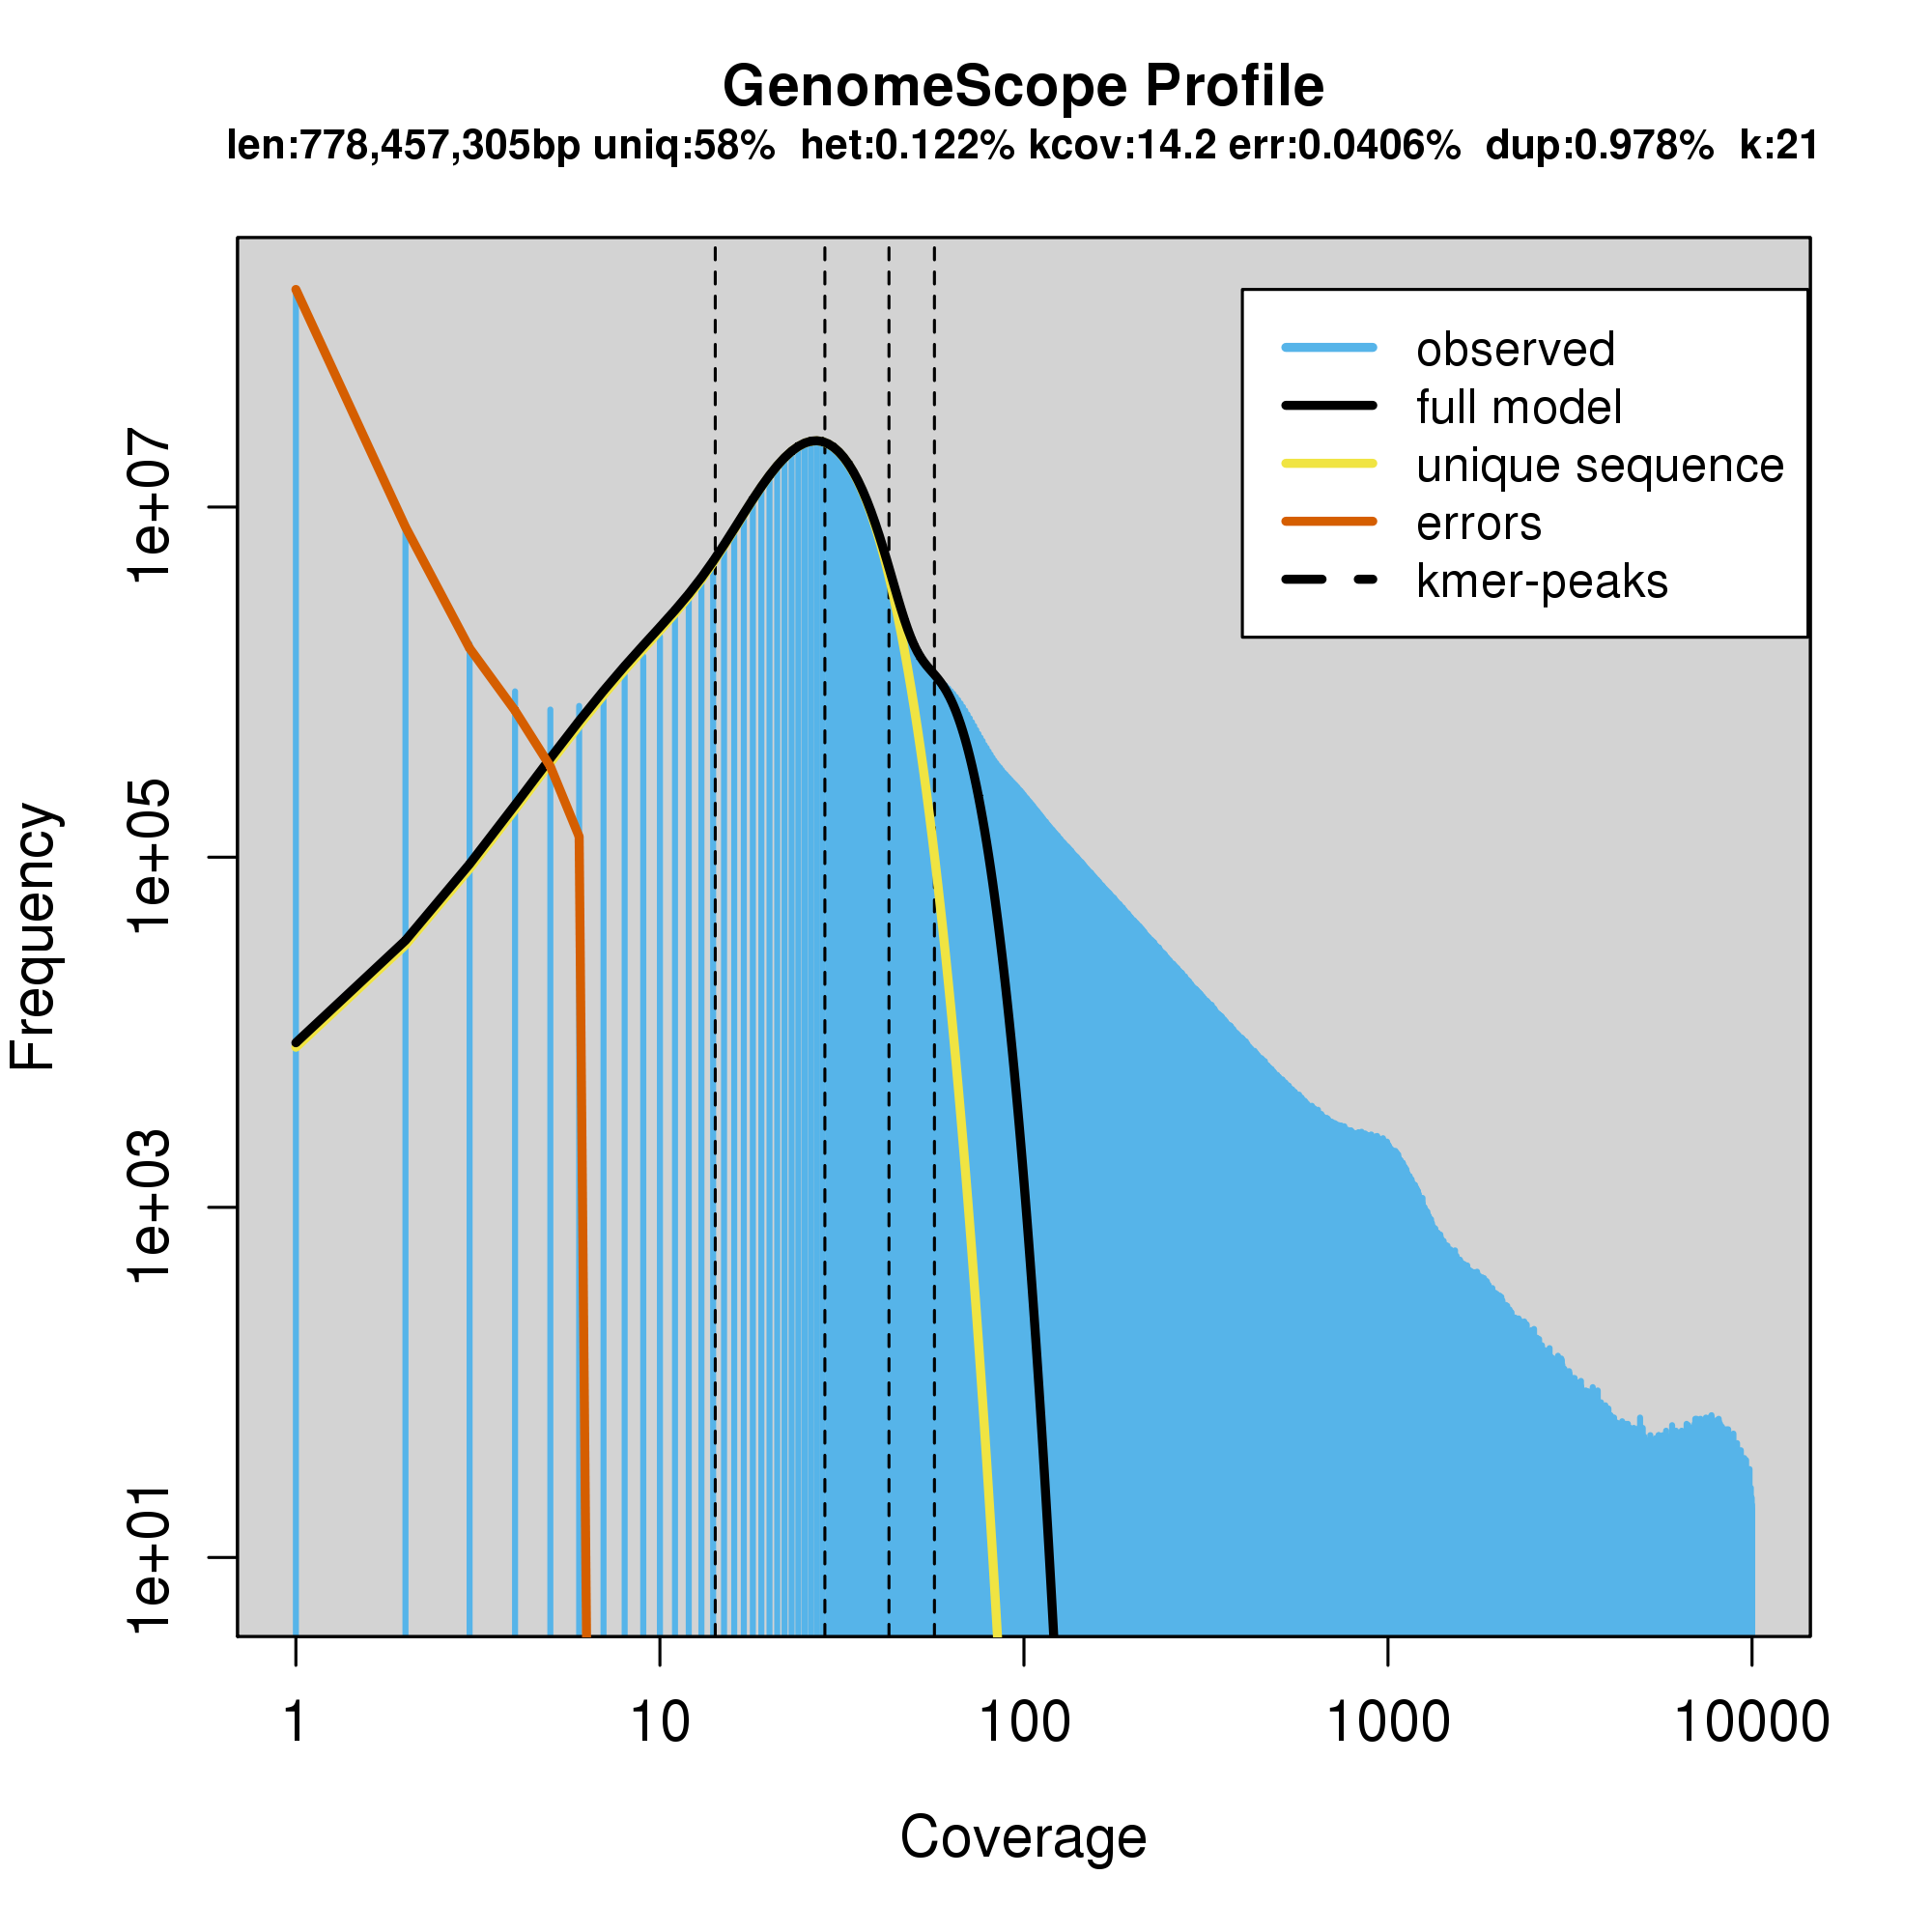 GenomeScope Profile
len:778,457,305bp uniq:58% het:0.122% kcov:14.2 err:0.0406% dup:0.978% k:21
observed
full model
unique sequence
errors
kmer-peaks
Frequency
1e+07
1e+05
1e+03
1e+01
1 10 100 1000 10000
Coverage